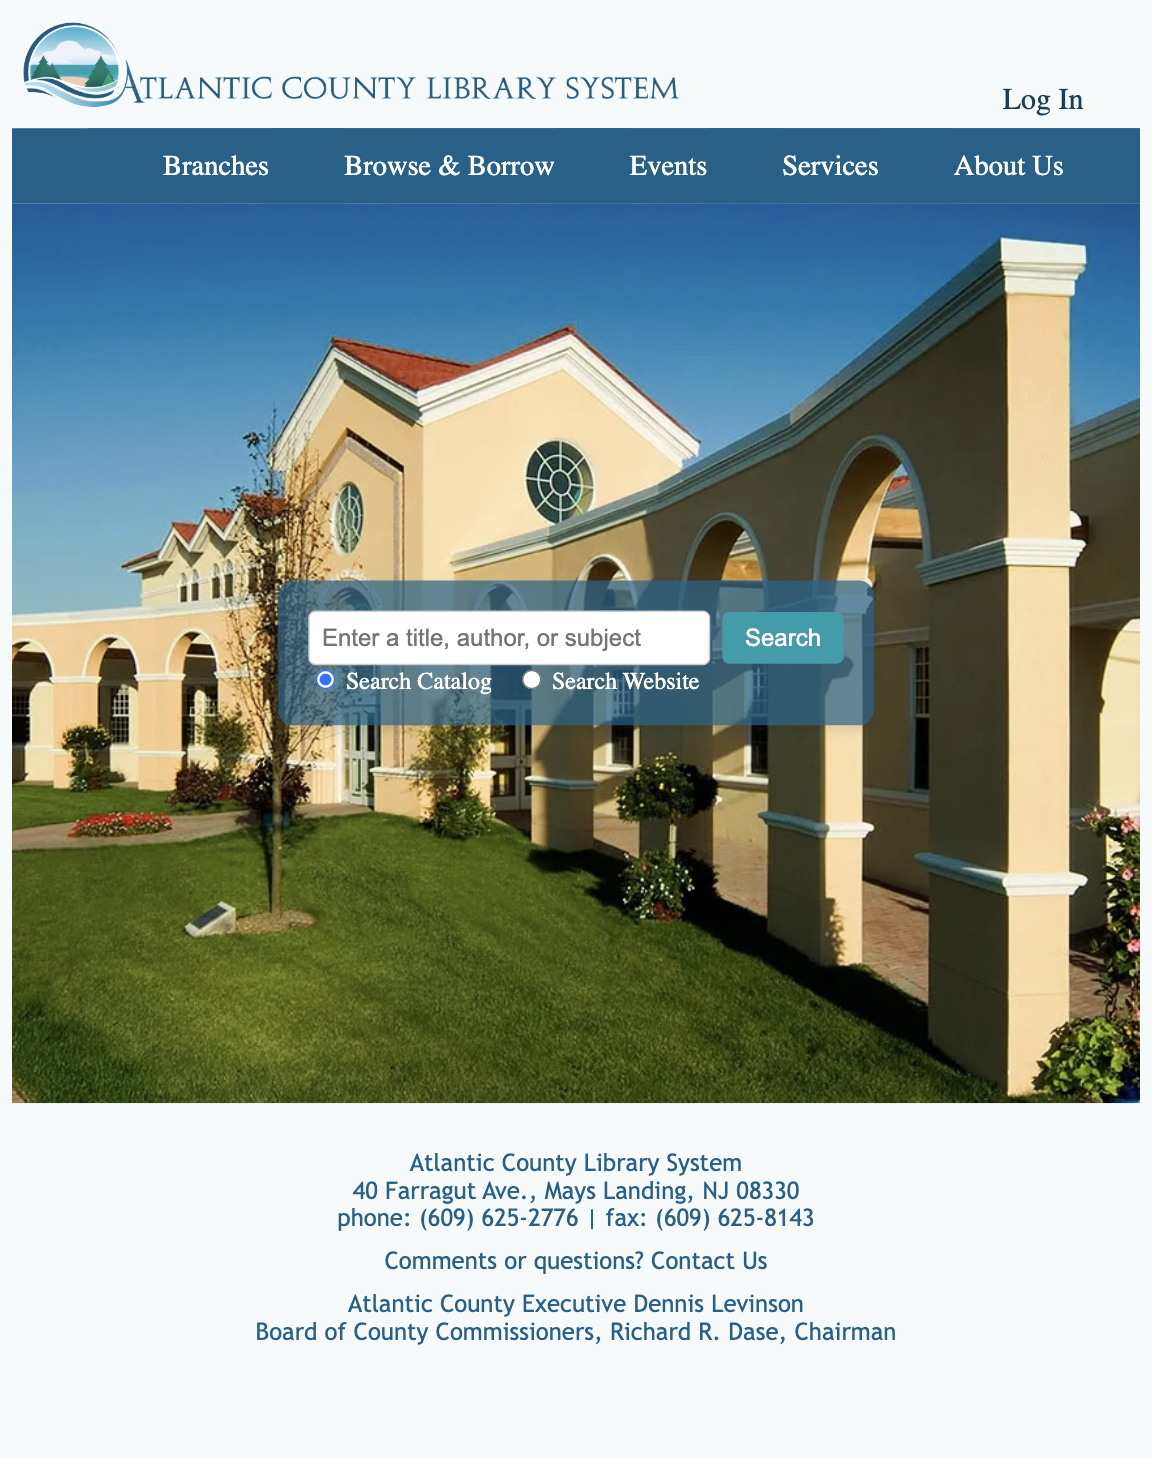 ATLANTIC COUNTY LIBRARY SYSTEM
Log In
Branches Browse & Borrow Events Services About Us
Enter a title, author, or subject Search
Search Catalog Search Website
Atlantic County Library System
40 Farragut Ave., Mays Landing, NJ 08330
phone: (609) 625-2776 | fax: (609) 625-8143
Comments or questions? Contact Us
Atlantic County Executive Dennis Levinson
Board of County Commissioners, Richard R. Dase, Chairman